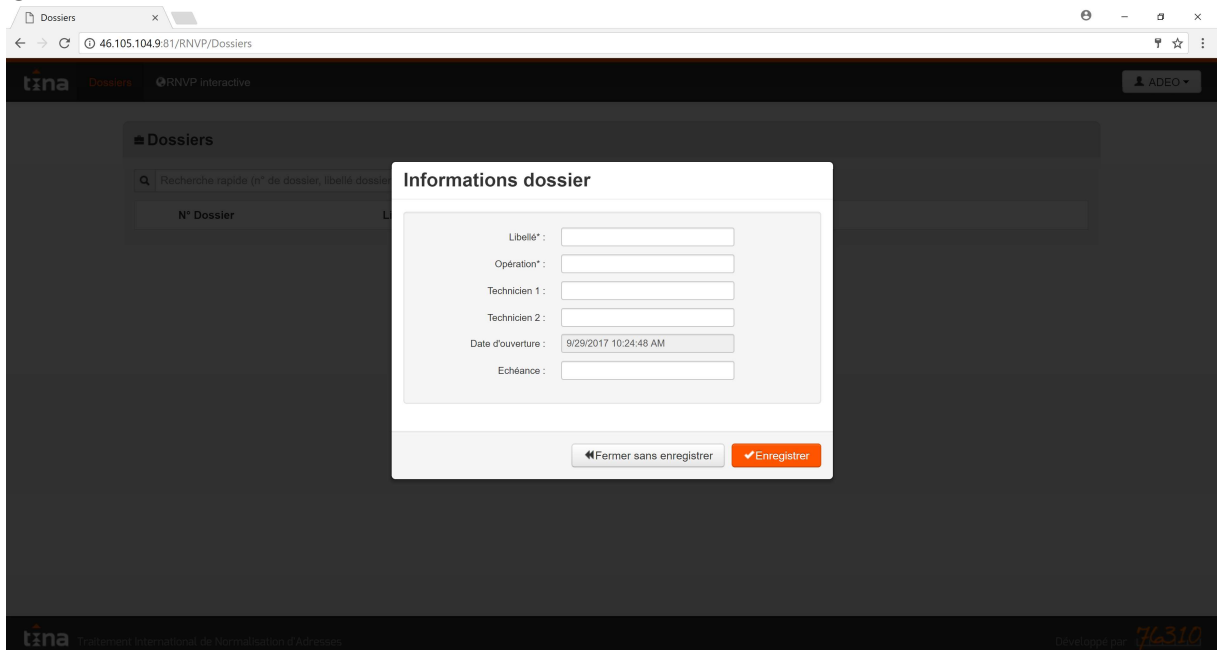 Dossiers
46.105.104.9:81/RNVP/Dossiers
tina Dossiers RNVP interactive ADEO
Dossiers
Recherche rapide (n° de dossier, libellé dossier
N° Dossier
Informations dossier
Libellé* :
Opération* :
Technicien 1 :
Technicien 2 :
Date d'ouverture : 9/29/2017 10:24:48 AM
Echéance :
Fermer sans enregistrer Enregistrer
tina Traitement International de Normalisation d'Adresses Développé par 76310